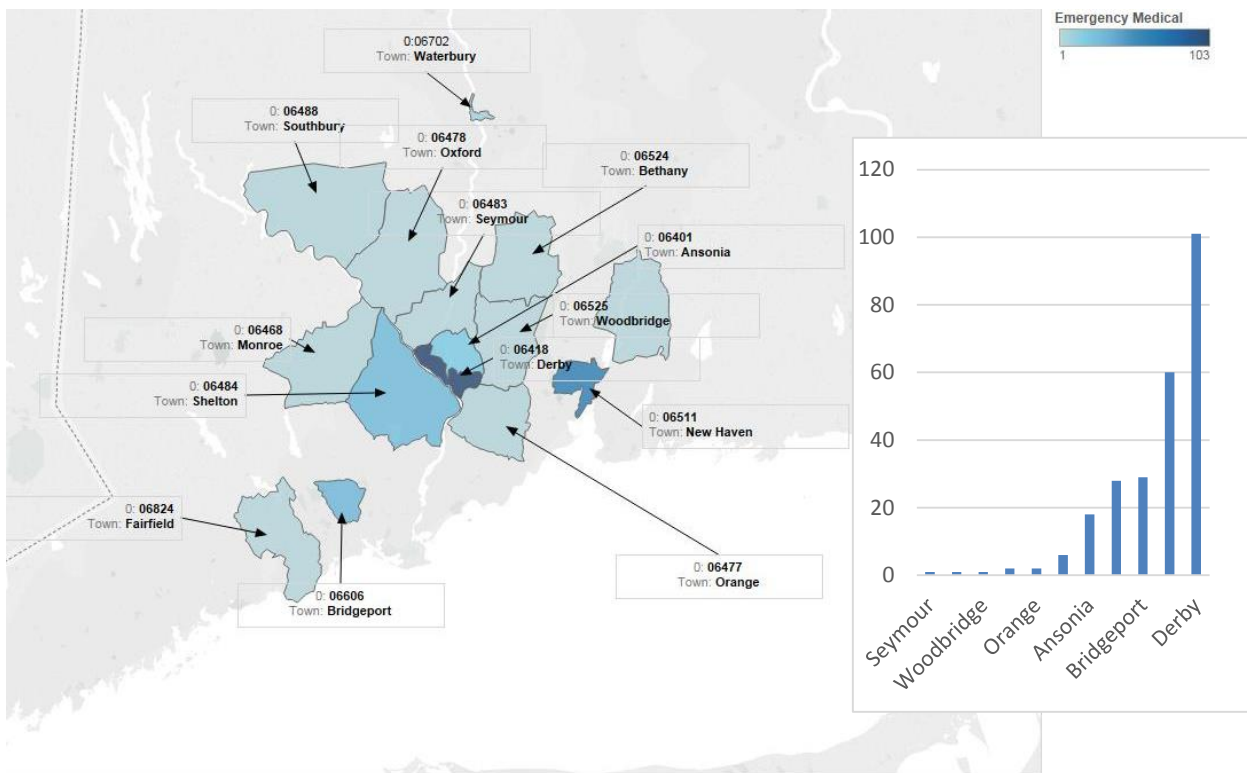 Emergency Medical
1 103
0:06702
Town: Waterbury
0: 06488
Town: Southbury
0: 06478
Town: Oxford
0: 06524
Town: Bethany
0: 06483
Town: Seymour
0: 06401
Town: Ansonia
0: 06525
Town: Woodbridge
0: 06468
Town: Monroe
0: 06418
Town: Derby
0: 06484
Town: Shelton
0: 06511
Town: New Haven
0: 06824
Town: Fairfield
0: 06477
Town: Orange
0: 06606
Town: Bridgeport
120
100
80
60
40
20
0
Seymour
Woodbridge
Orange
Ansonia
Bridgeport
Derby